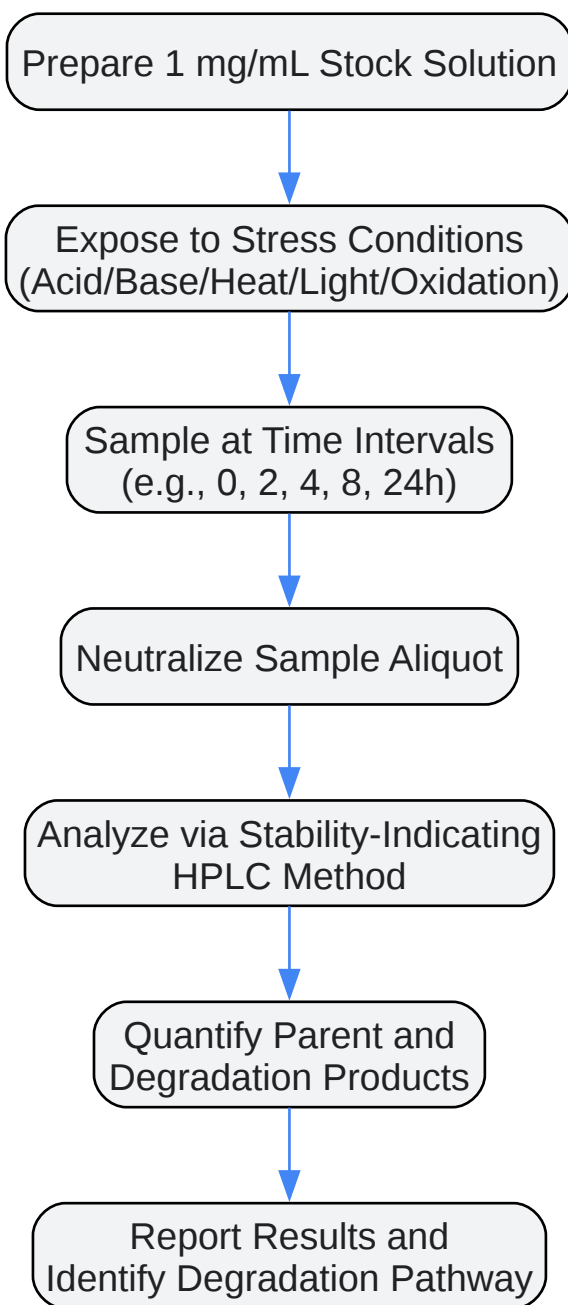 Prepare 1 mg/mL Stock Solution
Expose to Stress Conditions
(Acid/Base/Heat/Light/Oxidation)
Sample at Time Intervals
(e.g., 0, 2, 4, 8, 24h)
Neutralize Sample Aliquot
Analyze via Stability-Indicating
HPLC Method
Quantify Parent and
Degradation Products
Report Results and
Identify Degradation Pathway